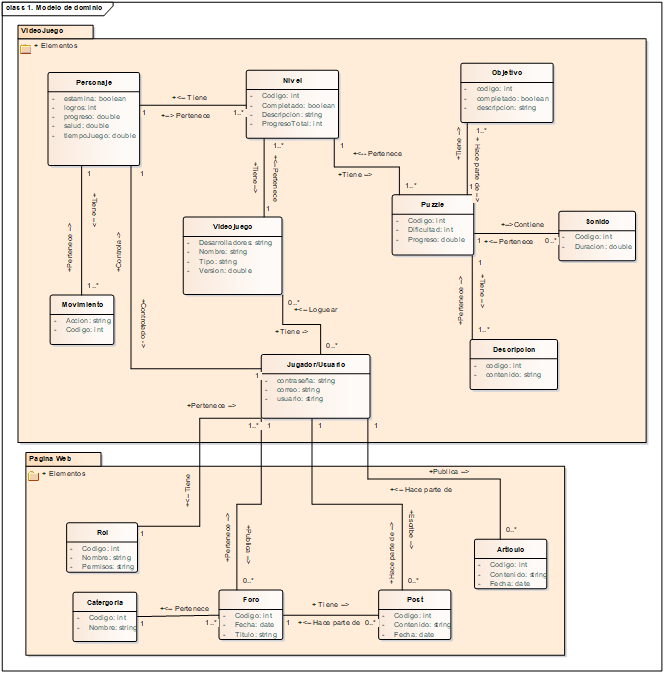 class 1. Modelo de dominio
VideoJuego
+ Elementos
Personaje
- estamina: boolean
- logros: int
- progreso: double
- salud: double
- tiempoJuego: double
+<-- Tiene
+--> Pertenece
1
1..*
Nivel
- Codigo: int
- Completado: boolean
- Descripcion: string
- ProgresoTotal: int
Objetivo
- codigo: int
- completado: boolean
- descripcion: string
1..*
+ Hace parte de -->
<-- Tiene+
1
1
+<-- Pertenece
+Tiene -->
1..*
1..*
+Tiene-->
+<--Pertenece
1
Puzzle
- Codigo: int
- Dificultad: int
- Progreso: double
1
+-->Contiene
+<-- Pertenece
0..*
Sonido
- Codigo: int
- Duracion: double
1
+Tiene -->
+Pertenece -->
1..*
1
+Tiene -->
<--Pertenece+
1..*
1
<-- Controla+
+Controlado -->
1
VideoJuego
- Desarrolladores: string
- Nombre: string
- Tipo: string
- Version: double
0..*
+<-- Loguear
+ Tiene -->
0..*
Movimiento
- Accion: string
- Codigo: int
Descripcion
- codigo: int
- contenido: string
Jugador/Usuario
- contraseña: string
- correo: string
- usuario: string
+Pertenece -->
1..*
1
1
1
Pagina Web
+ Elementos
Tiene
1
+Publica -->
<-- Pertenece+
0..*
+Escribe -->
+Hace parte de -->
0..*
+Publica -->
+<-- Hace parte de
0..*
Rol
- Codigo: int
- Nombre: string
- Permisos: string
Articulo
- Codigo: int
- Contenido: string
- Fecha: date
Catergoria
- Codigo: int
- Nombre: string
+<-- Pertenece
1
1..*
Foro
- Codigo: int
- Fecha: date
- Titulo: string
+ Tiene -->
1
+<-- Hace parte de
0..*
Post
- Codigo: int
- Contenido: string
- Fecha: date